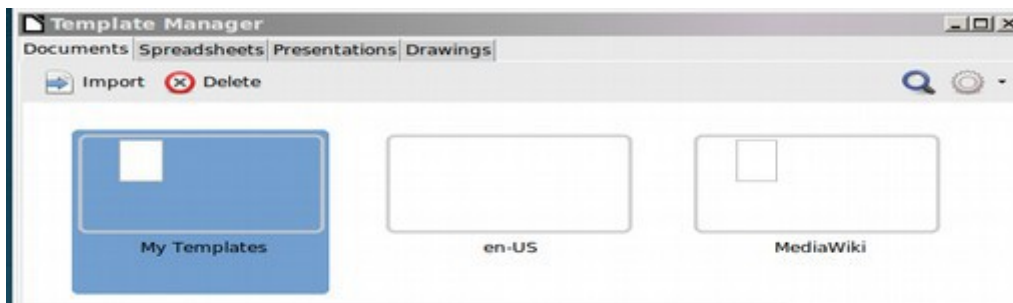 Template Manager
Documents Spreadsheets Presentations Drawings
Import Delete
My Templates en-US MediaWiki